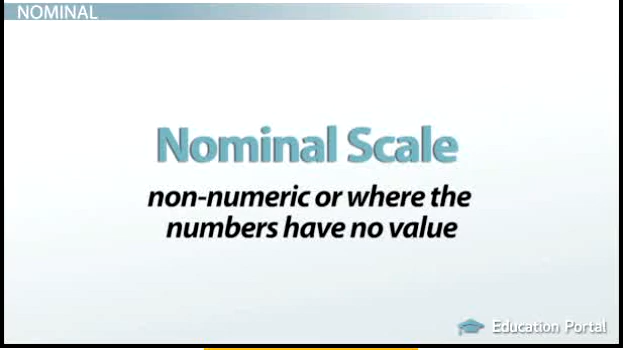 NOMINAL
Nominal Scale
non-numeric or where the
numbers have no value
Education Portal